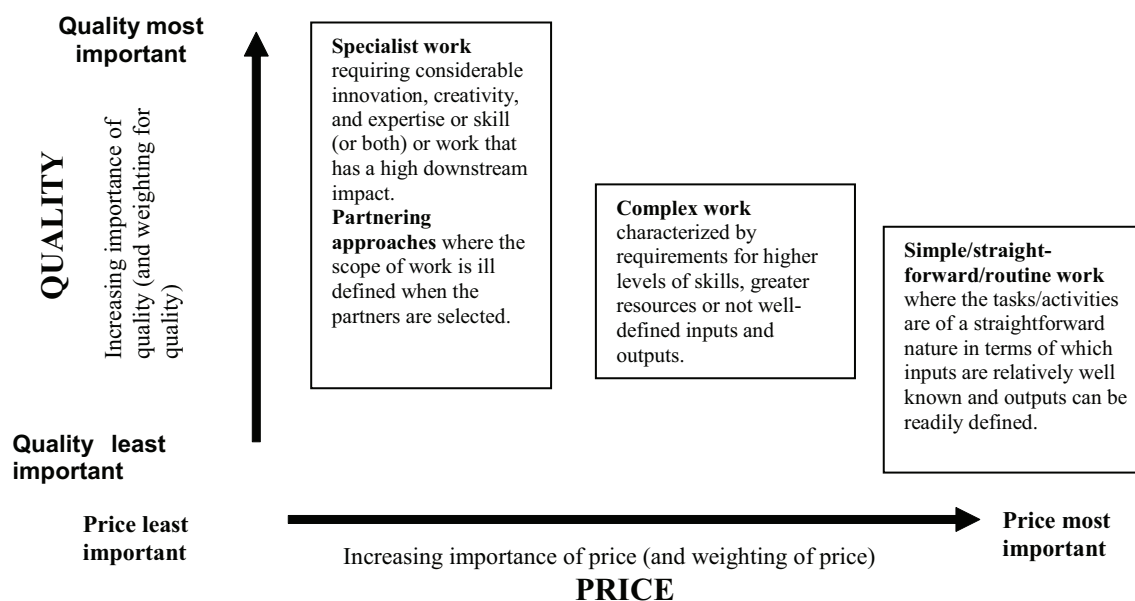 Quality most
important
QUALITY
Increasing importance of
quality (and weighting for
quality)
Quality least
important
Specialist work
requiring considerable
innovation, creativity,
and expertise or skill
(or both) or work that
has a high downstream
impact.
Partnering
approaches where the
scope of work is ill
defined when the
partners are selected.
Complex work
characterized by
requirements for higher
levels of skills, greater
resources or not well-
defined inputs and
outputs.
Simple/straight-
forward/routine work
where the tasks/activities
are of a straightforward
nature in terms of which
inputs are relatively well
known and outputs can be
readily defined.
Price least
important
Increasing importance of price (and weighting of price)
PRICE
Price most
important